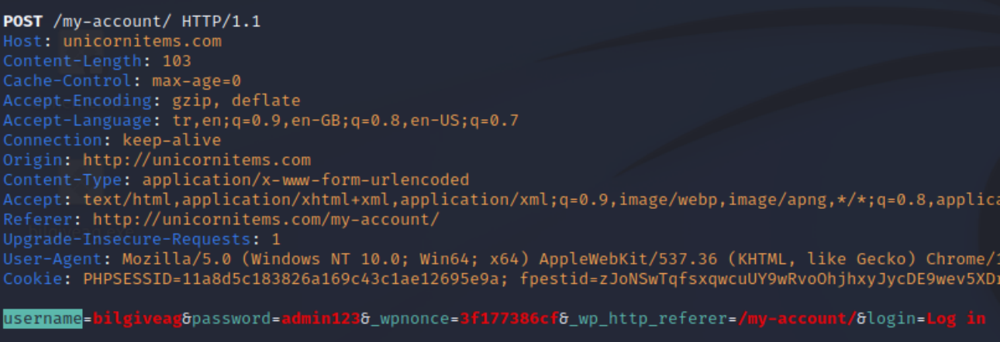 POST /my-account/ HTTP/1.1
Host: unicornitems.com
Content-Length: 103
Cache-Control: max-age=0
Accept-Encoding: gzip, deflate
Accept-Language: tr,en;q=0.9,en-GB;q=0.8,en-US;q=0.7
Connection: keep-alive
Origin: http://unicornitems.com
Content-Type: application/x-www-form-urlencoded
Accept: text/html,application/xhtml+xml,application/xml;q=0.9,image/webp,image/apng,*/*;q=0.8,applica
Referer: http://unicornitems.com/my-account/
Upgrade-Insecure-Requests: 1
User-Agent: Mozilla/5.0 (Windows NT 10.0; Win64; x64) AppleWebKit/537.36 (KHTML, like Gecko) Chrome/1
Cookie: PHPSESSID=11a8d5c183826a169c43c1ae12695e9a; fpestid=zJoNSwTqfsxqwcuUY9wRvoOhjhxyJycDE9wev5XD
username=bilgiveag&password=admin123&_wpnonce=3f177386cf&_wp_http_referer=/my-account/&login=Log in